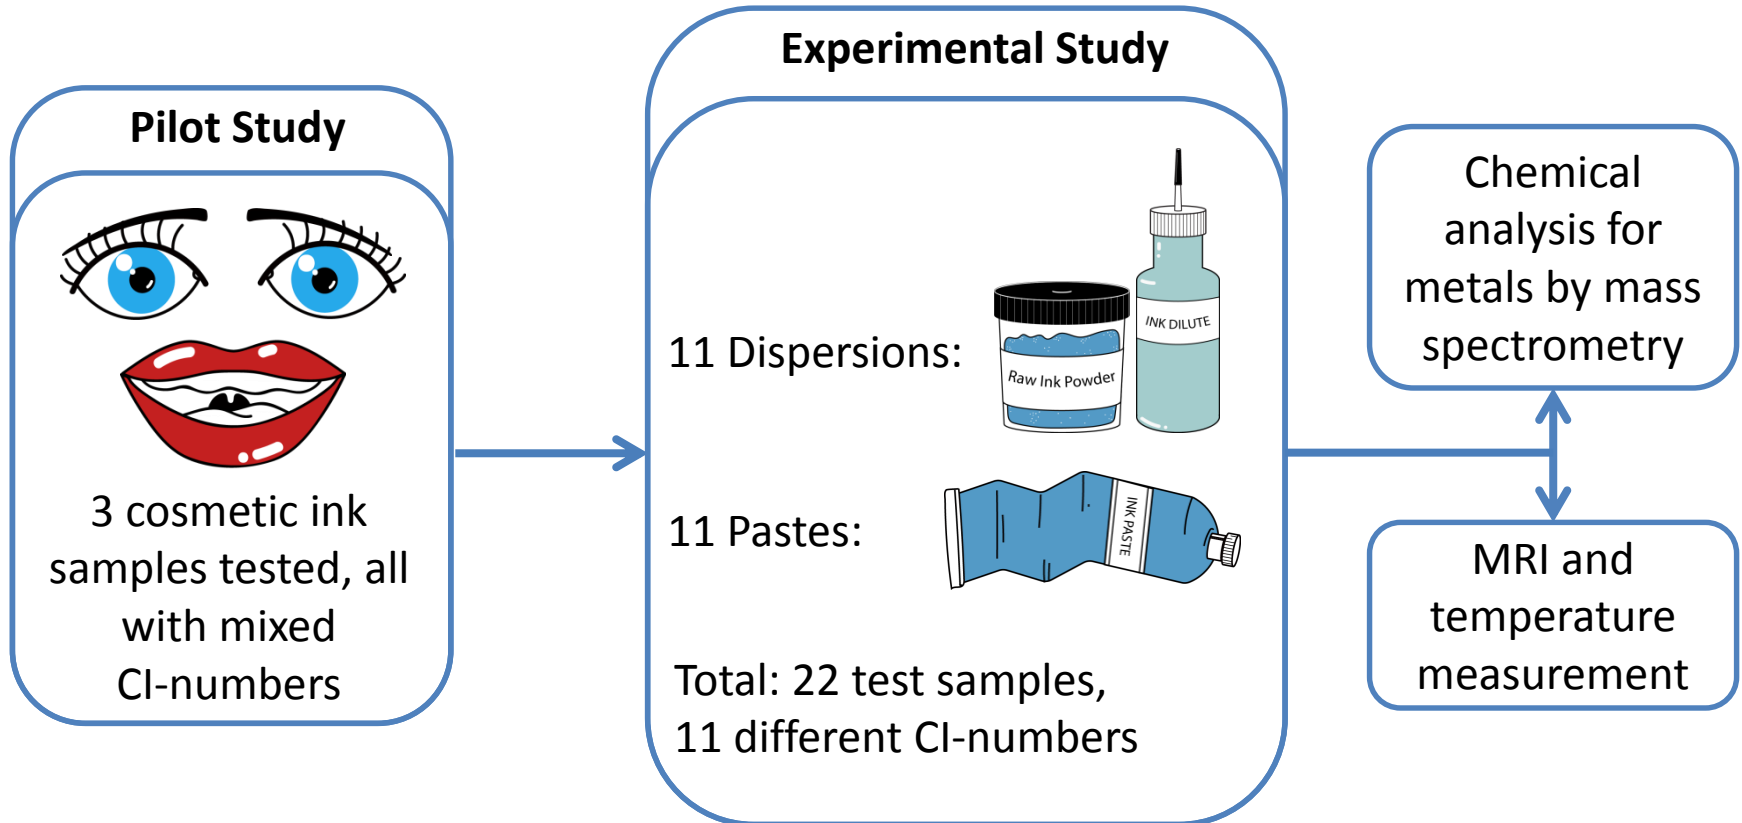 Pilot Study
3 cosmetic ink
samples tested, all
with mixed
CI-numbers
Experimental Study
11 Dispersions:
Raw Ink Powder
INK DILUTE
11 Pastes:
INK PASTE
Total: 22 test samples,
11 different CI-numbers
Chemical
analysis for
metals by mass
spectrometry
MRI and
temperature
measurement